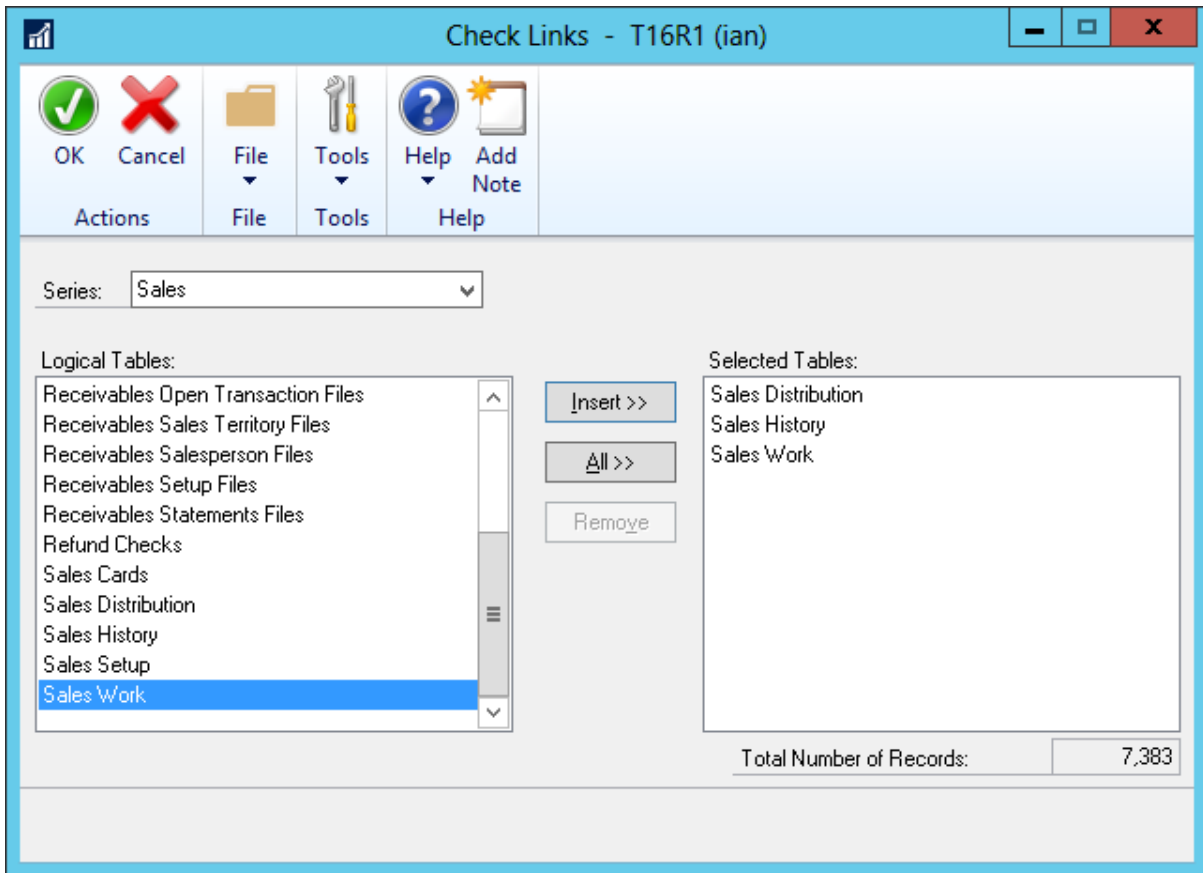 Check Links - T16R1 (ian)
OK Cancel File Tools Help Add Note
Actions File Tools Help
Series: Sales
Logical Tables:
Receivables Open Transaction Files
Receivables Sales Territory Files
Receivables Salesperson Files
Receivables Setup Files
Receivables Statements Files
Refund Checks
Sales Cards
Sales Distribution
Sales History
Sales Setup
Sales Work
Insert >>
All >>
Remove
Selected Tables:
Sales Distribution
Sales History
Sales Work
Total Number of Records: 7,383